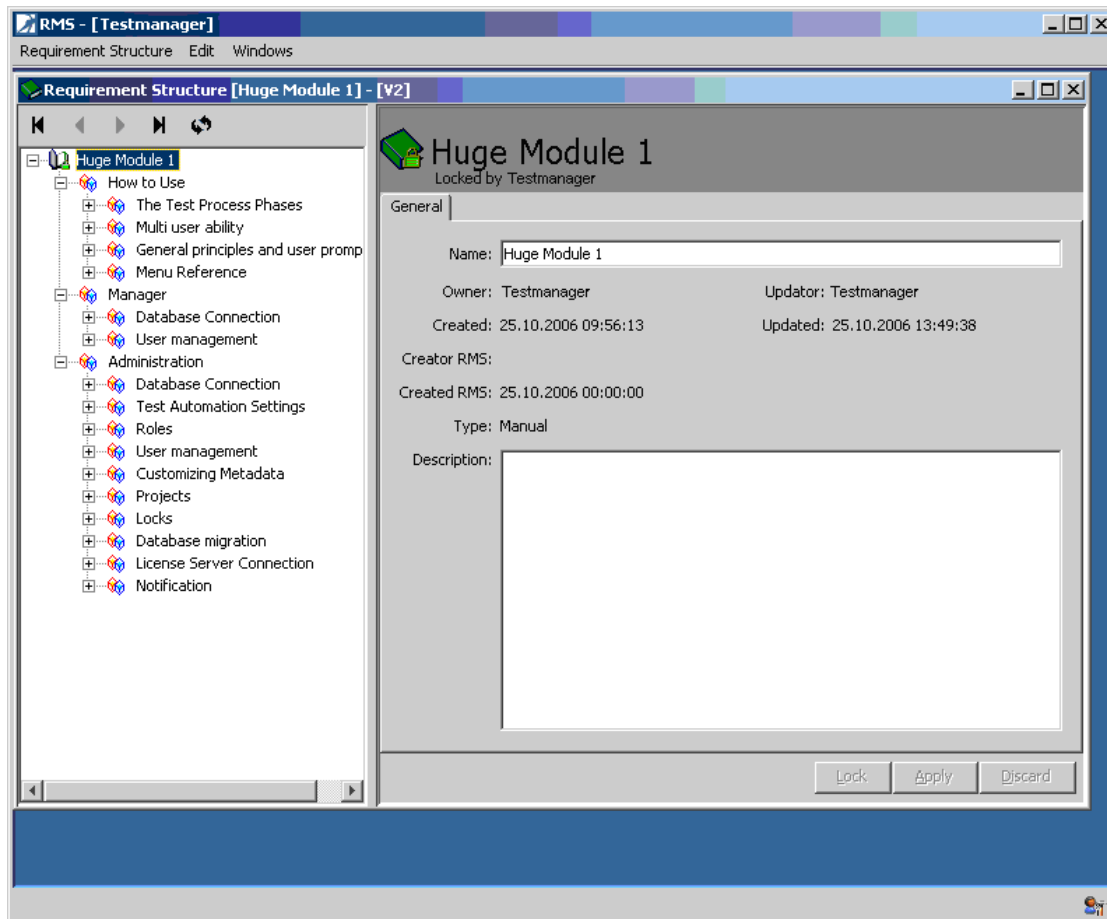 RMS - [Testmanager]
Requirement Structure Edit Windows
Requirement Structure [Huge Module 1] - [V2]
Huge Module 1
How to Use
The Test Process Phases
Multi user ability
General principles and user promp
Menu Reference
Manager
Database Connection
User management
Administration
Database Connection
Test Automation Settings
Roles
User management
Customizing Metadata
Projects
Locks
Database migration
License Server Connection
Notification
Huge Module 1
Locked by Testmanager
General
Name: Huge Module 1
Owner: Testmanager Updator: Testmanager
Created: 25.10.2006 09:56:13 Updated: 25.10.2006 13:49:38
Creator RMS:
Created RMS: 25.10.2006 00:00:00
Type: Manual
Description:
Lock Apply Discard